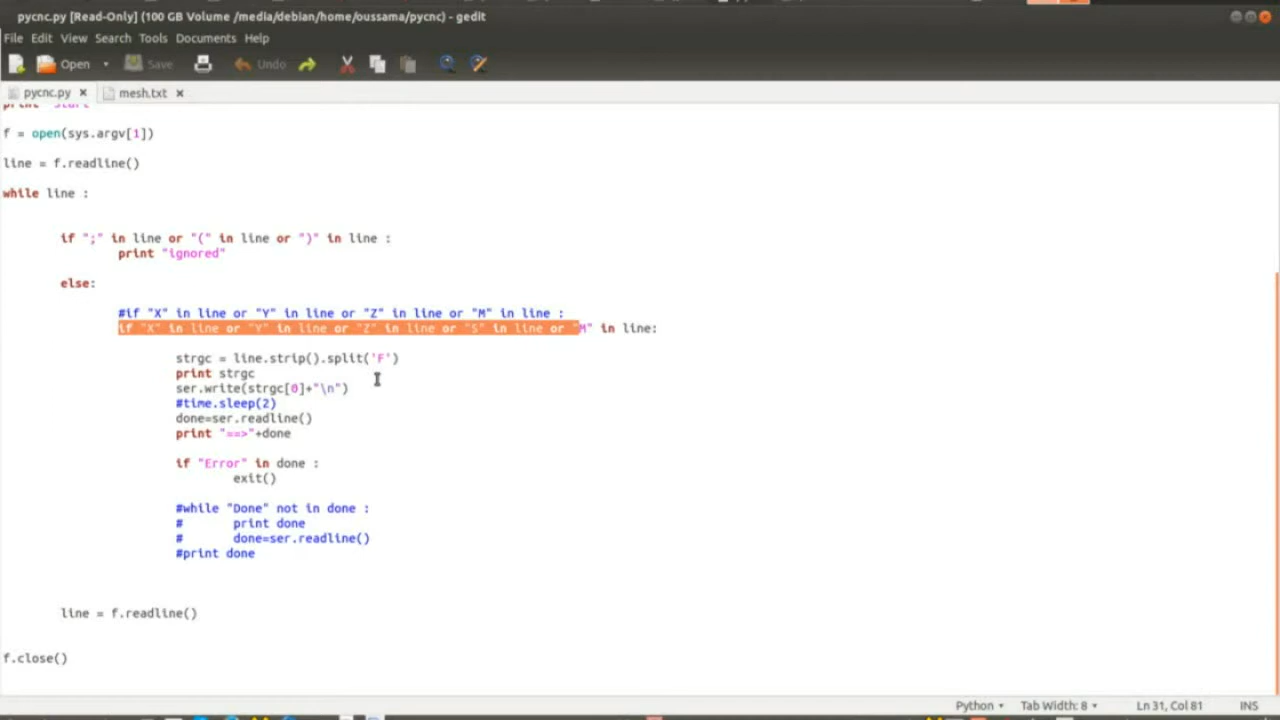 pycnc.py [Read-Only] (100 GB Volume /media/debian/home/oussama/pycnc) - gedit
File Edit View Search Tools Documents Help
Open Save Undo
pycnc.py × mesh.txt ×
print "start"
f = open(sys.argv[1])
line = f.readline()
while line :
if ";" in line or "(" in line or ")" in line :
print "ignored"
else:
#if "X" in line or "Y" in line or "Z" in line or "M" in line :
if "X" in line or "Y" in line or "Z" in line or "S" in line or "M" in line:
strgc = line.strip().split('F')
print strgc
ser.write(strgc[0]+"\n")
#time.sleep(2)
done=ser.readline()
print "==>"+done
if "Error" in done :
exit()
#while "Done" not in done :
# print done
# done=ser.readline()
#print done
line = f.readline()
f.close()
Python Tab Width: 8 Ln 31, Col 81 INS